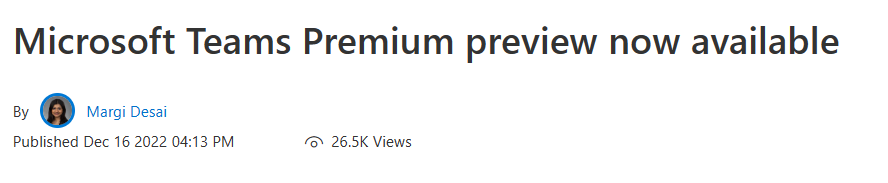 Microsoft Teams Premium preview now available
By Margi Desai
Published Dec 16 2022 04:13 PM 26.5K Views